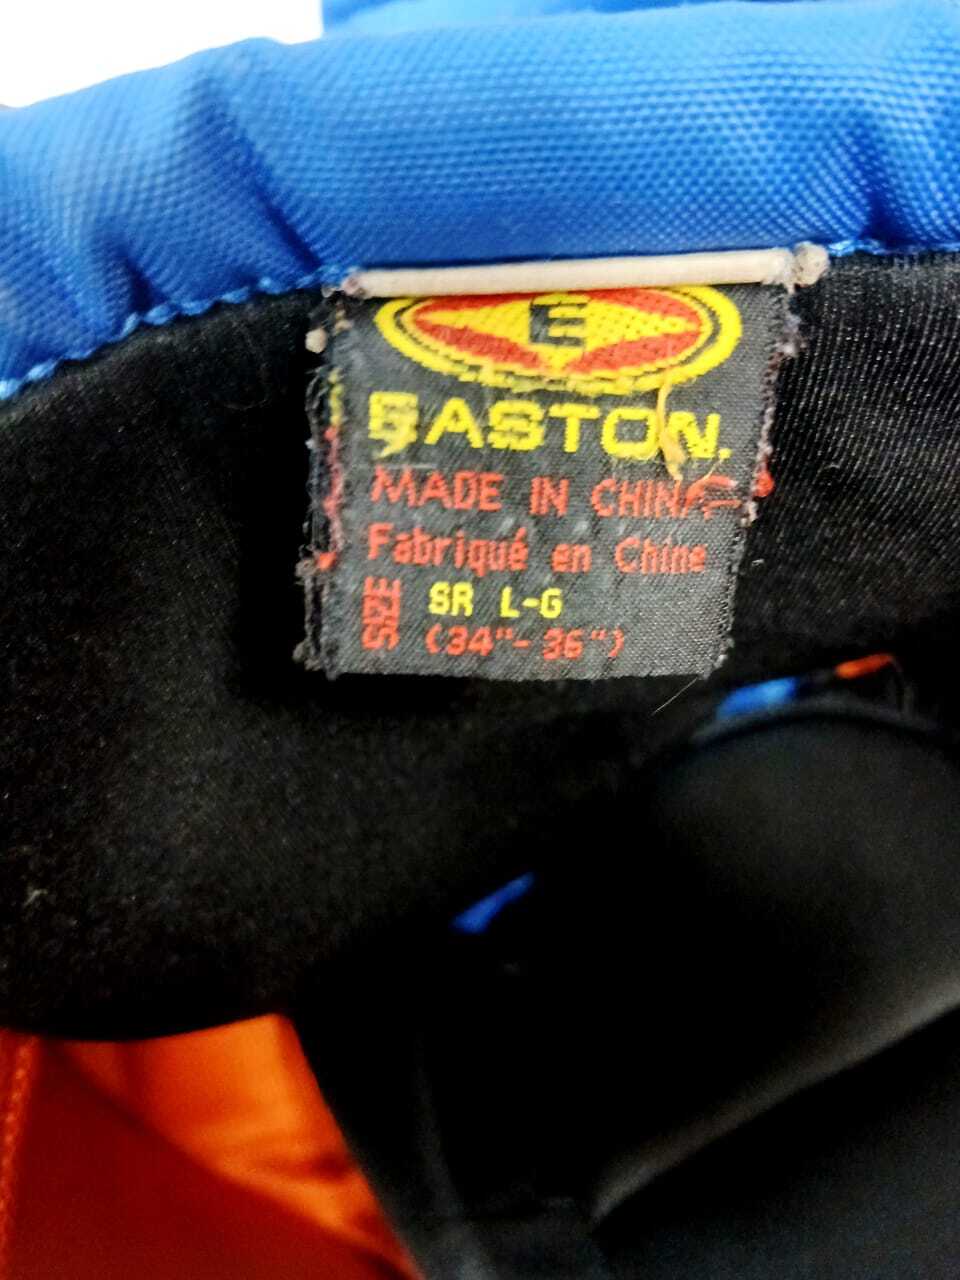 E
EASTON.
MADE IN CHINA
Fabriqué en Chine
SIZE
SR L-G
(34"-36")